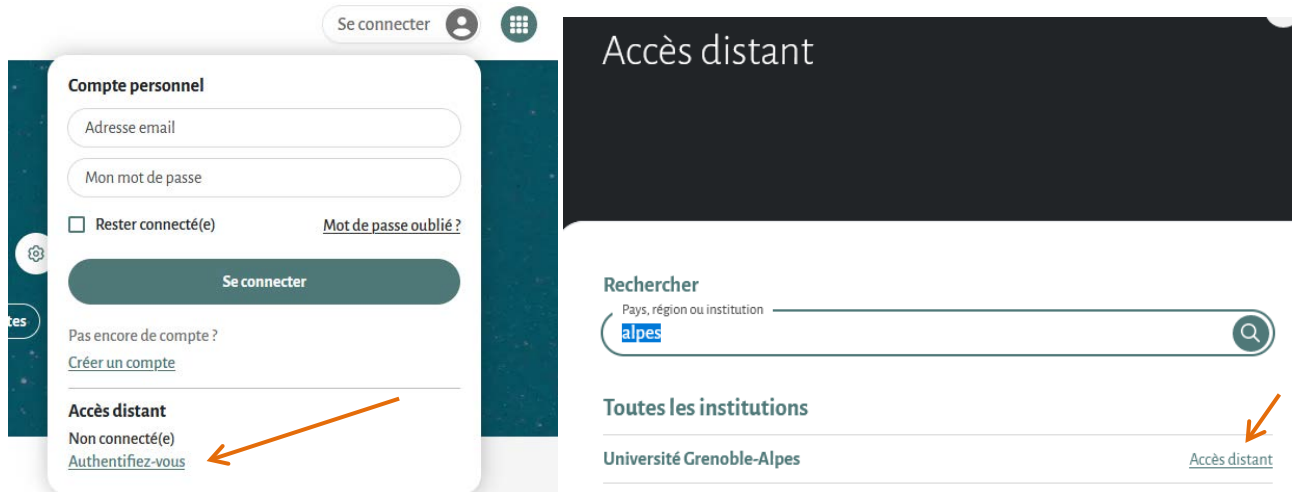 Se connecter
Compte personnel
Adresse email
Mon mot de passe
Rester connecté(e) Mot de passe oublié ?
Se connecter
tes
Pas encore de compte ?
Créer un compte
Accès distant
Non connecté(e)
Authentifiez-vous
Accès distant
Rechercher
Pays, région ou institution
alpes
Toutes les institutions
Université Grenoble-Alpes Accès distant